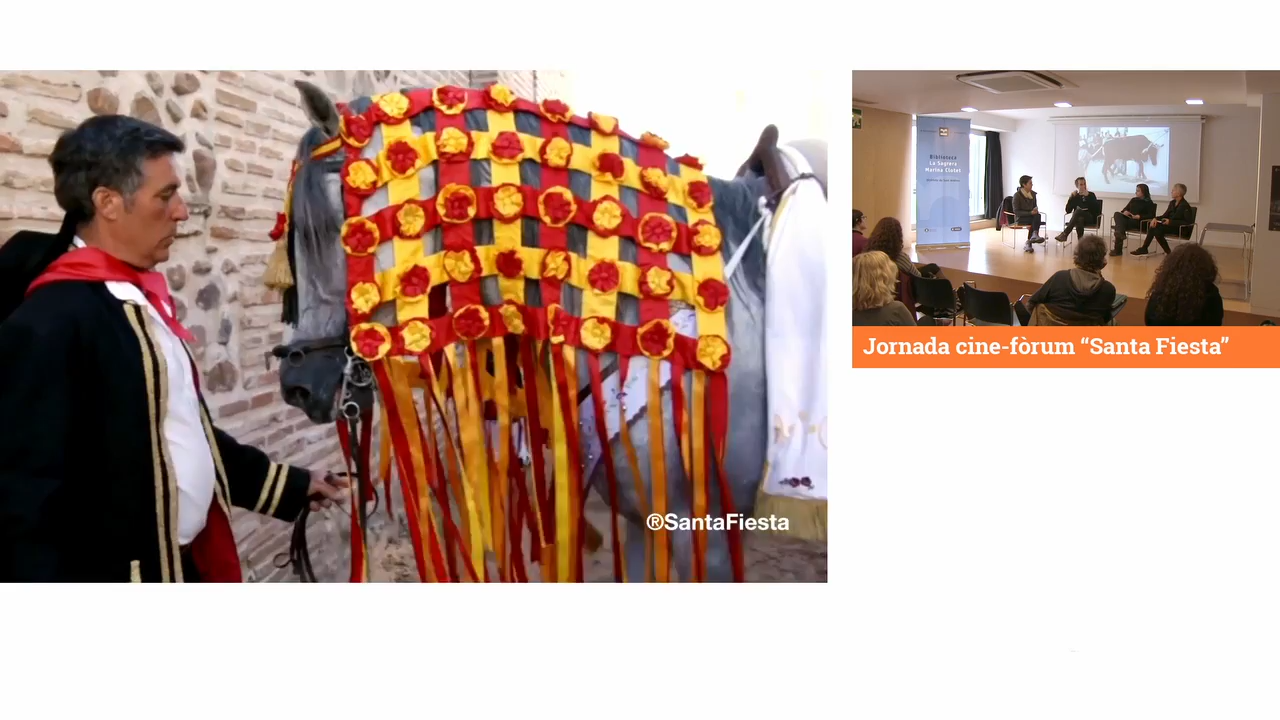 ®SantaFiesta
Biblioteca
La Sagrera
Marina Clotet
Jornada cine-fòrum “Santa Fiesta”